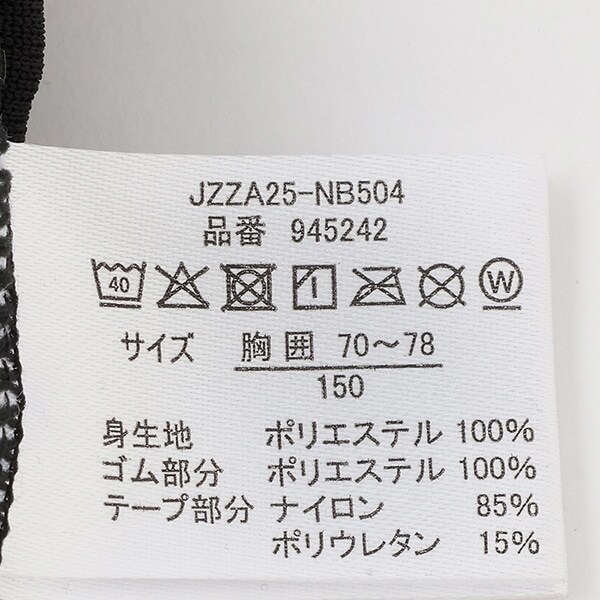 JZZA25-NB504
品番 945242
40 1 W
サイズ 胸囲 70～78
150
身生地 ポリエステル 100%
ゴム部分 ポリエステル 100%
テープ部分 ナイロン 85%
ポリウレタン 15%